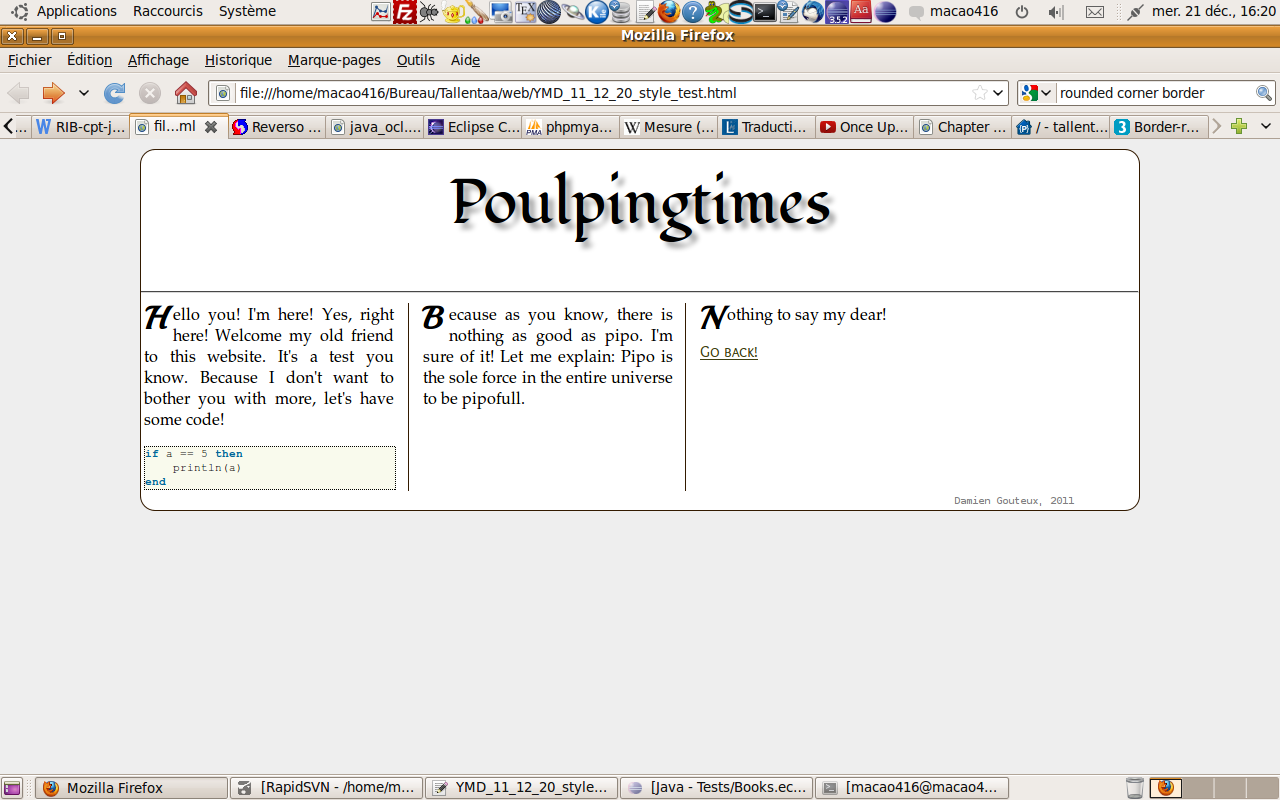 Applications Raccourcis Système 3.5.2 Aa macao416 mer. 21 déc., 16:20
Mozilla Firefox
Fichier Édition Affichage Historique Marque-pages Outils Aide
file:///home/macao416/Bureau/Tallentaa/web/YMD_11_12_20_style_test.html rounded corner border
... RIB-cpt-j... fil...ml Reverso ... java_ocl.... Eclipse C... phpmya... Mesure (... Traducti... Once Up... Chapter ... / - tallent... Border-r...
Poulpingtimes
Hello you! I'm here! Yes, right
here! Welcome my old friend
to this website. It's a test you
know. Because I don't want to
bother you with more, let's have
some code!
if a == 5 then
println(a)
end
Because as you know, there is
nothing as good as pipo. I'm
sure of it! Let me explain: Pipo is
the sole force in the entire universe
to be pipofull.
Nothing to say my dear!
Go back!
Damien Gouteux, 2011
Mozilla Firefox [RapidSVN - /home/m... YMD_11_12_20_style... [Java - Tests/Books.ec... [macao416@macao4...